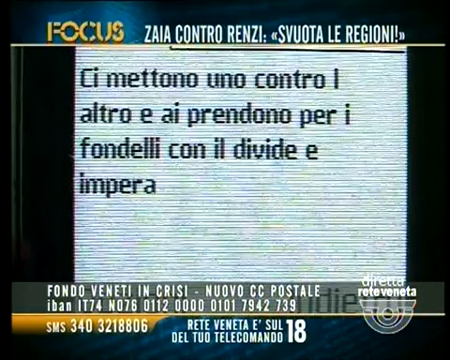 FOCUS ZAIA CONTRO RENZI: «SVUOTA LE REGIONI!»
Ci mettono uno contro l
altro e ai prendono per i
fondelli con il divide e
impera
diretta
reteveneta
FONDO VENETI IN CRISI - NUOVO CC POSTALE
iban IT74 N076 0112 0000 0101 7942 739
SMS 340 3218806
RETE VENETA E' SUL
DEL TUO TELECOMANDO 18